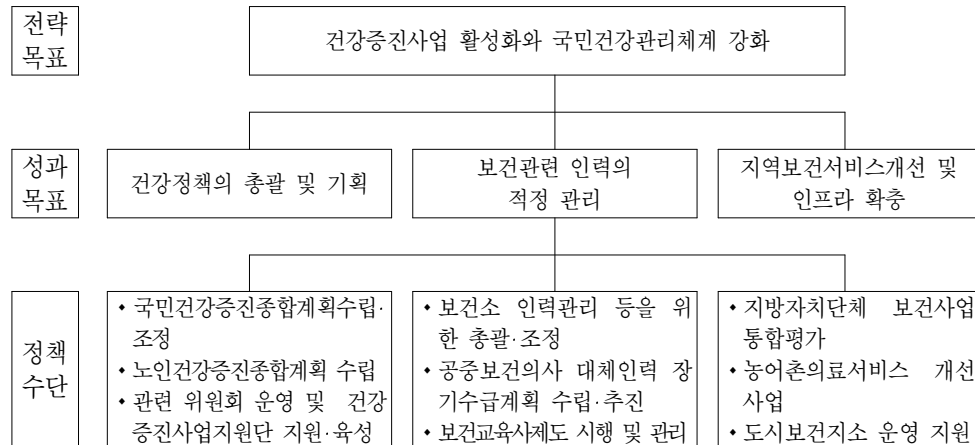 전략
목표
건강증진사업 활성화와 국민건강관리체계 강화
성과
목표
건강정책의 총괄 및 기획
보건관련 인력의
적정 관리
지역보건서비스개선 및
인프라 확충
정책
수단
◆ 국민건강증진종합계획수립·
조정
◆ 노인건강증진종합계획 수립
◆ 관련 위원회 운영 및 건강
증진사업지원단 지원·육성
◆ 보건소 인력관리 등을 위
한 총괄·조정
◆ 공중보건의사 대체인력 장
기수급계획 수립·추진
◆ 보건교육사제도 시행 및 관리
◆ 지방자치단체 보건사업
통합평가
◆ 농어촌의료서비스 개선
사업
◆ 도시보건지소 운영 지원